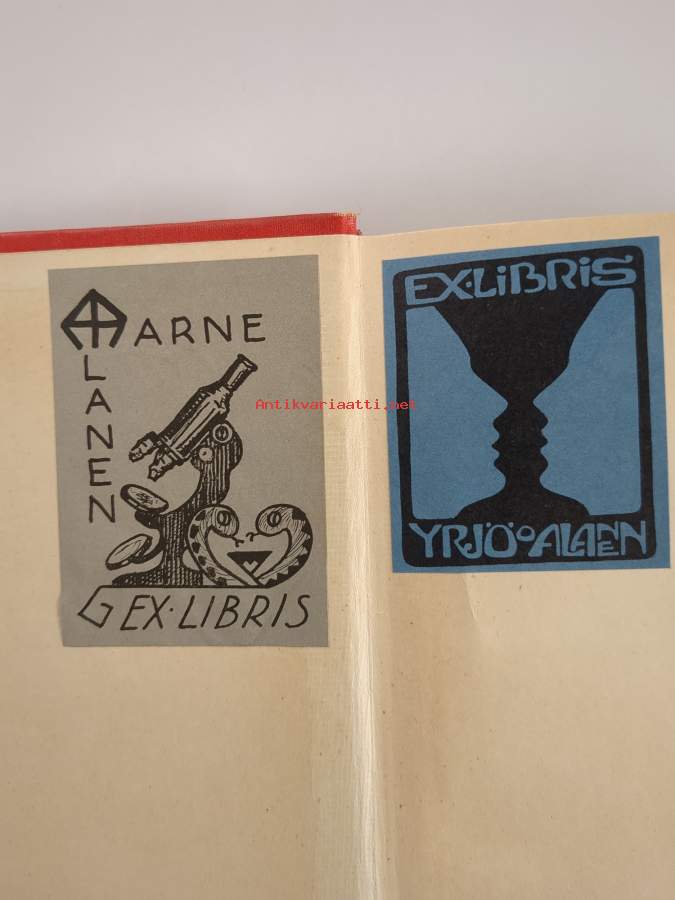 AARNE
ALANEN
G EX·LIBRIS
EX·LIBRIS
YRJÖ O ALANEN
Antikvariaatti.net